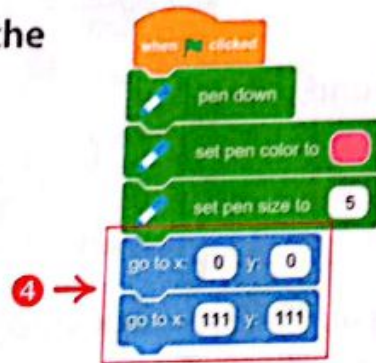 the
when clicked
pen down
set pen color to
set pen size to 5
4
go to x: 0 y: 0
go to x: 111 y: 111